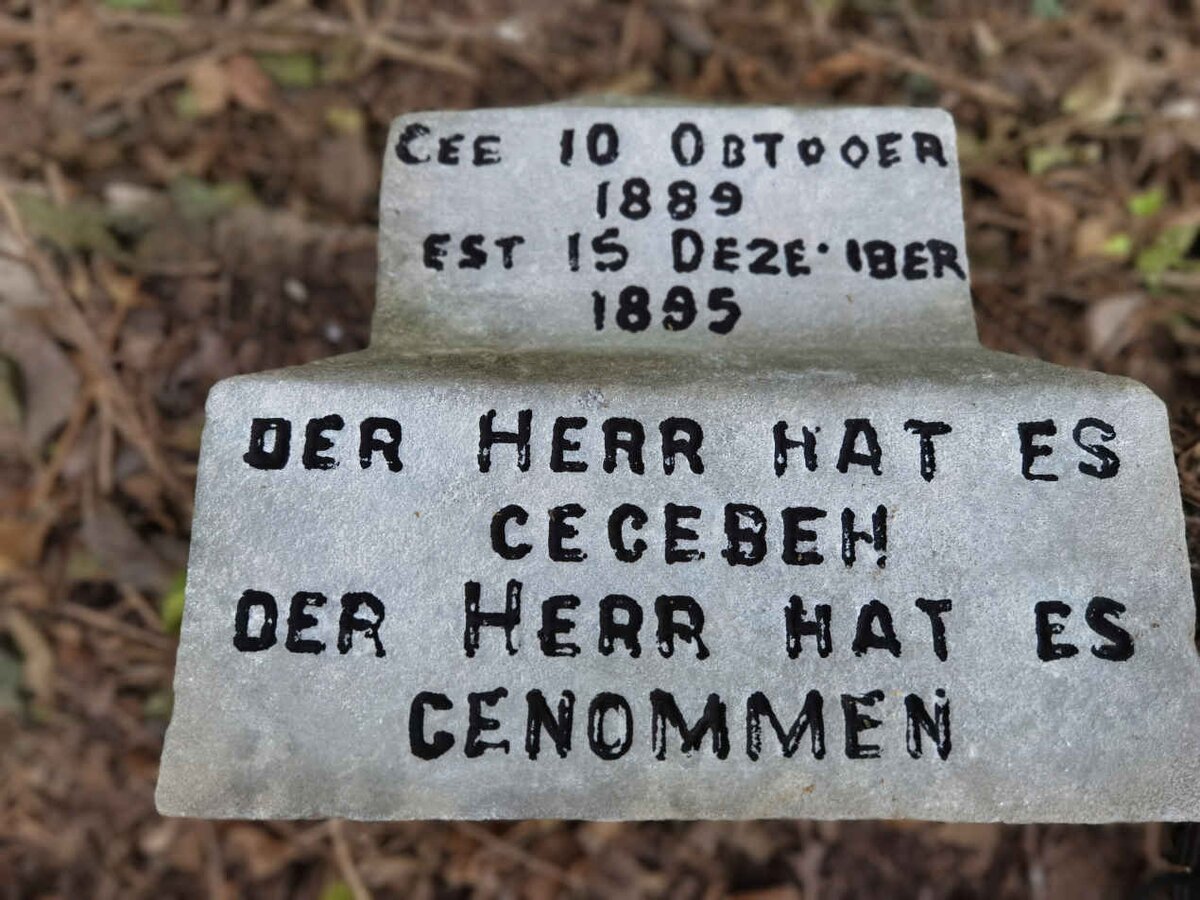 CEE 10 OBTOOER
1889
EST 15 DEZE·IBER
1895
DER HERR HAT ES
CECEBEH
DER HERR HAT ES
CENOMMEN